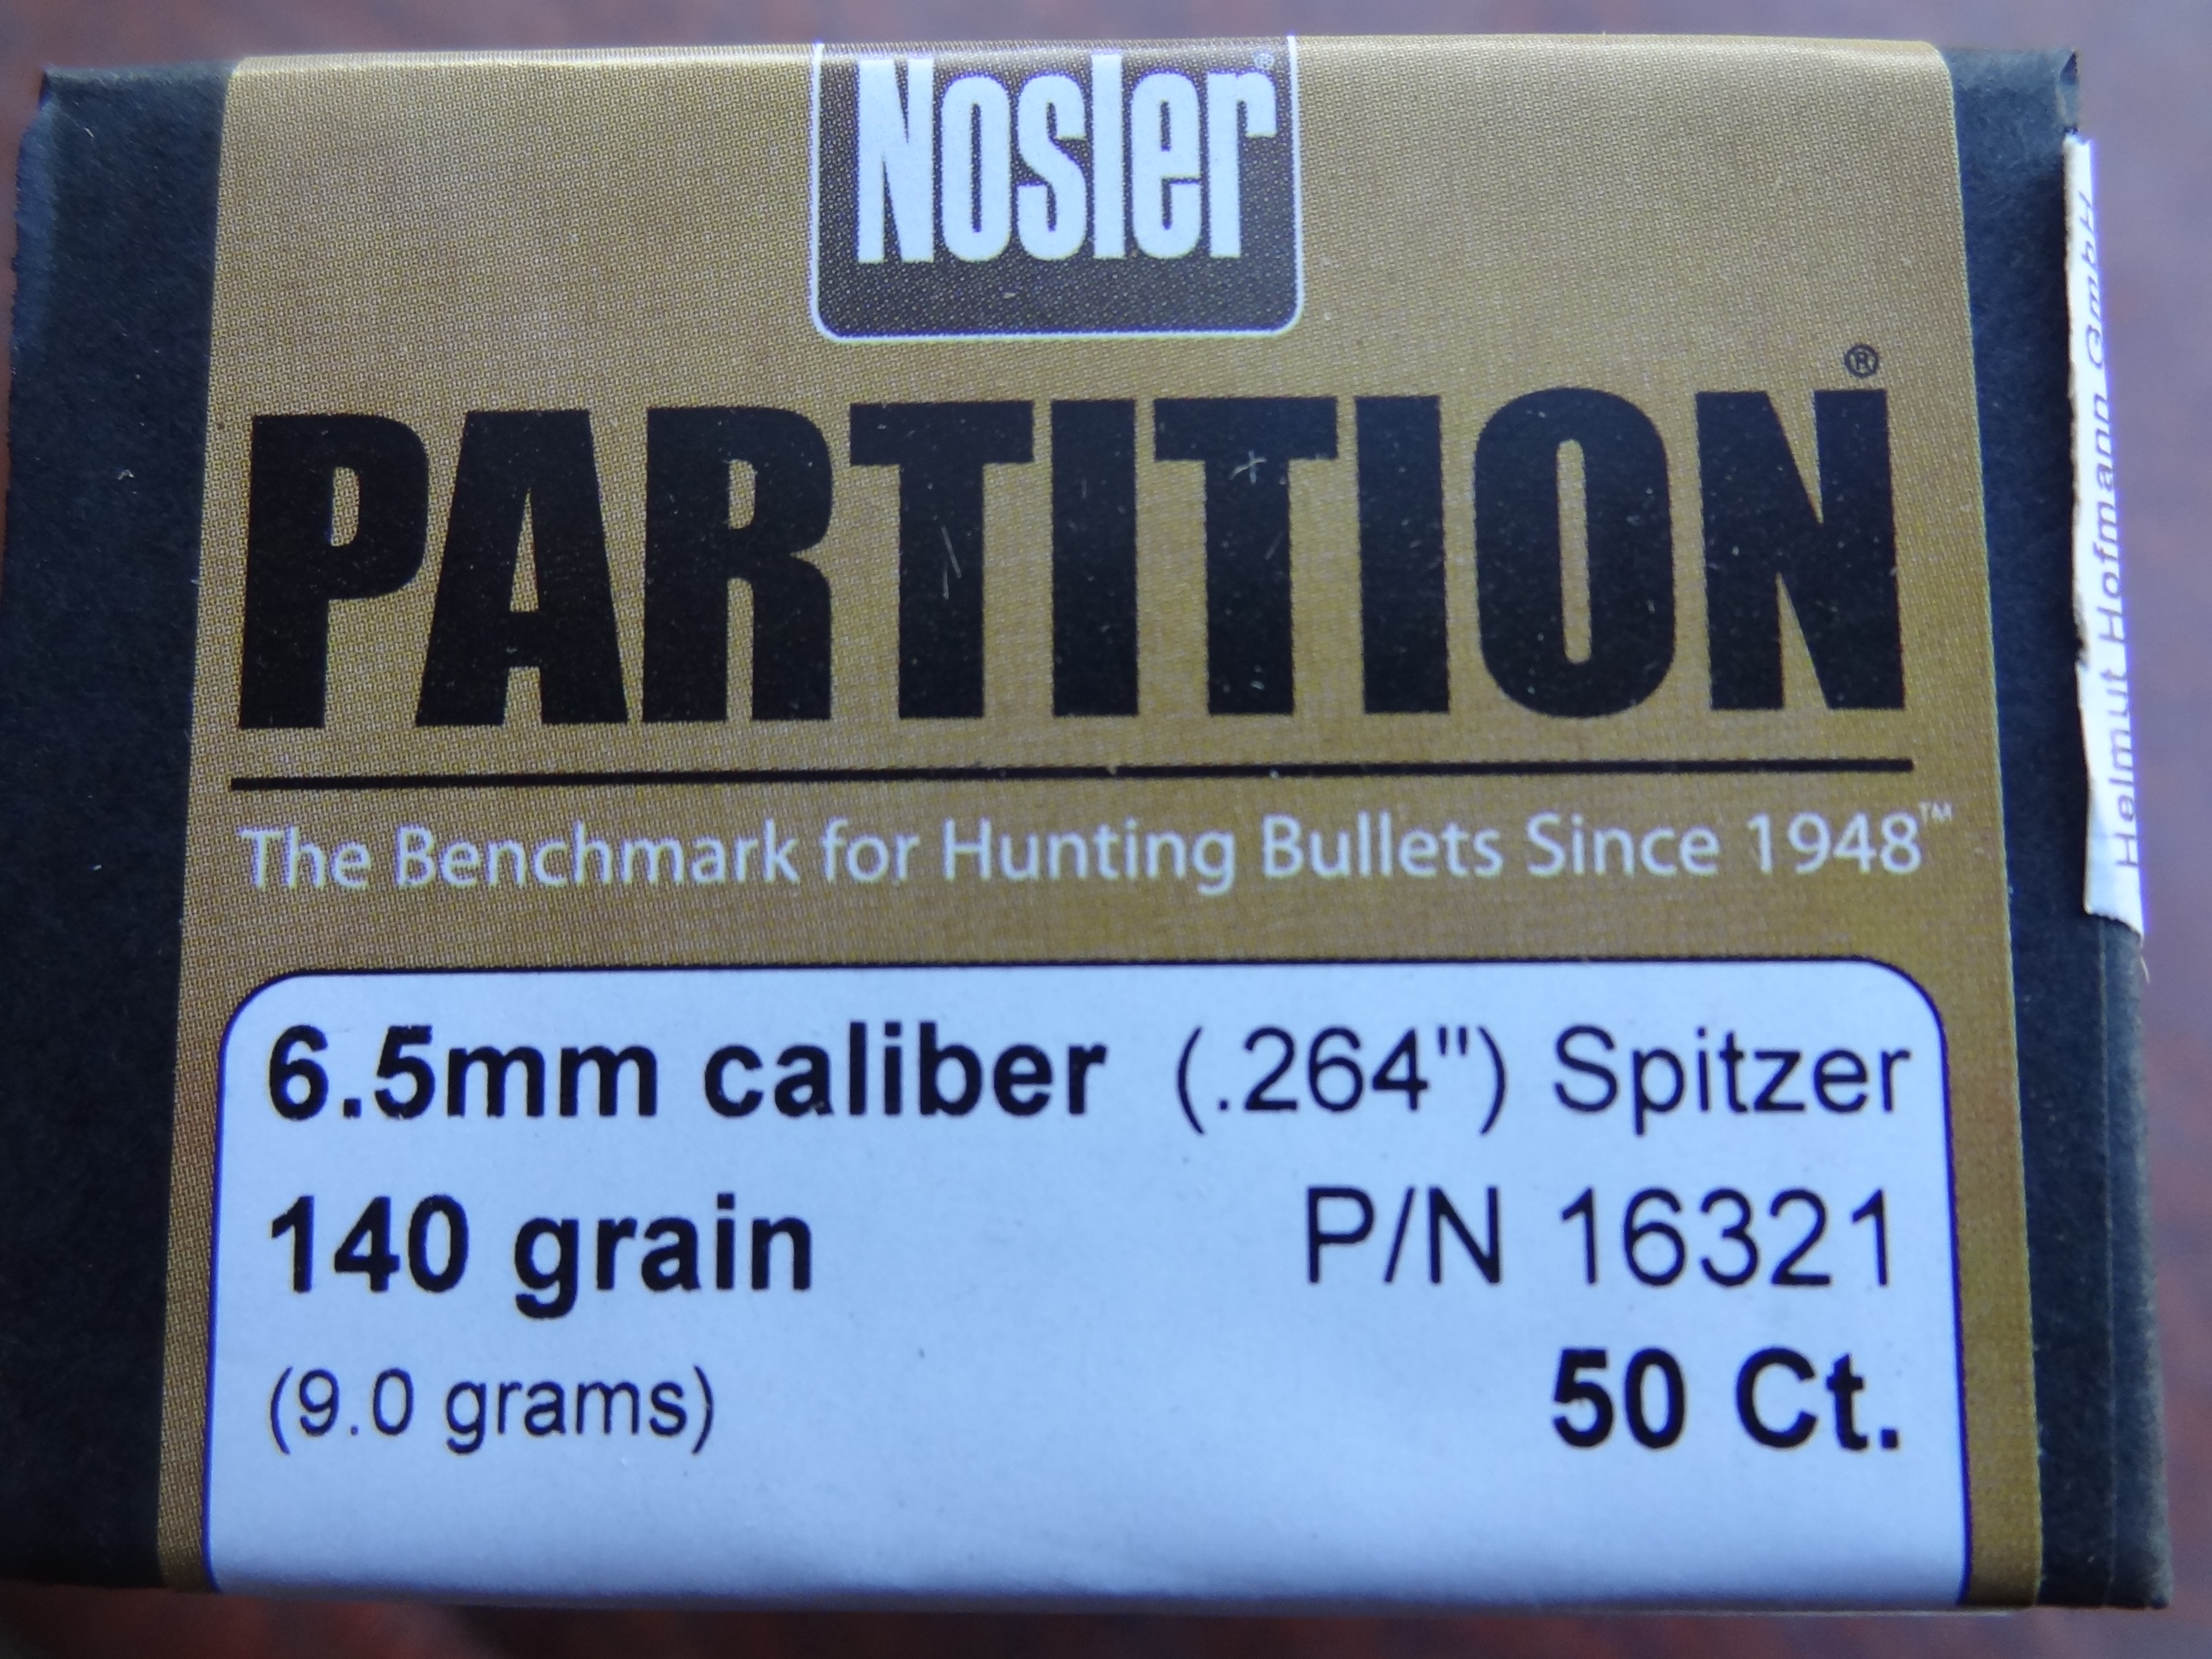 Nosler®
PARTITION®
The Benchmark for Hunting Bullets Since 1948™
6.5mm caliber (.264") Spitzer
140 grain P/N 16321
(9.0 grams) 50 Ct.
Helmut Hofmann GmbH